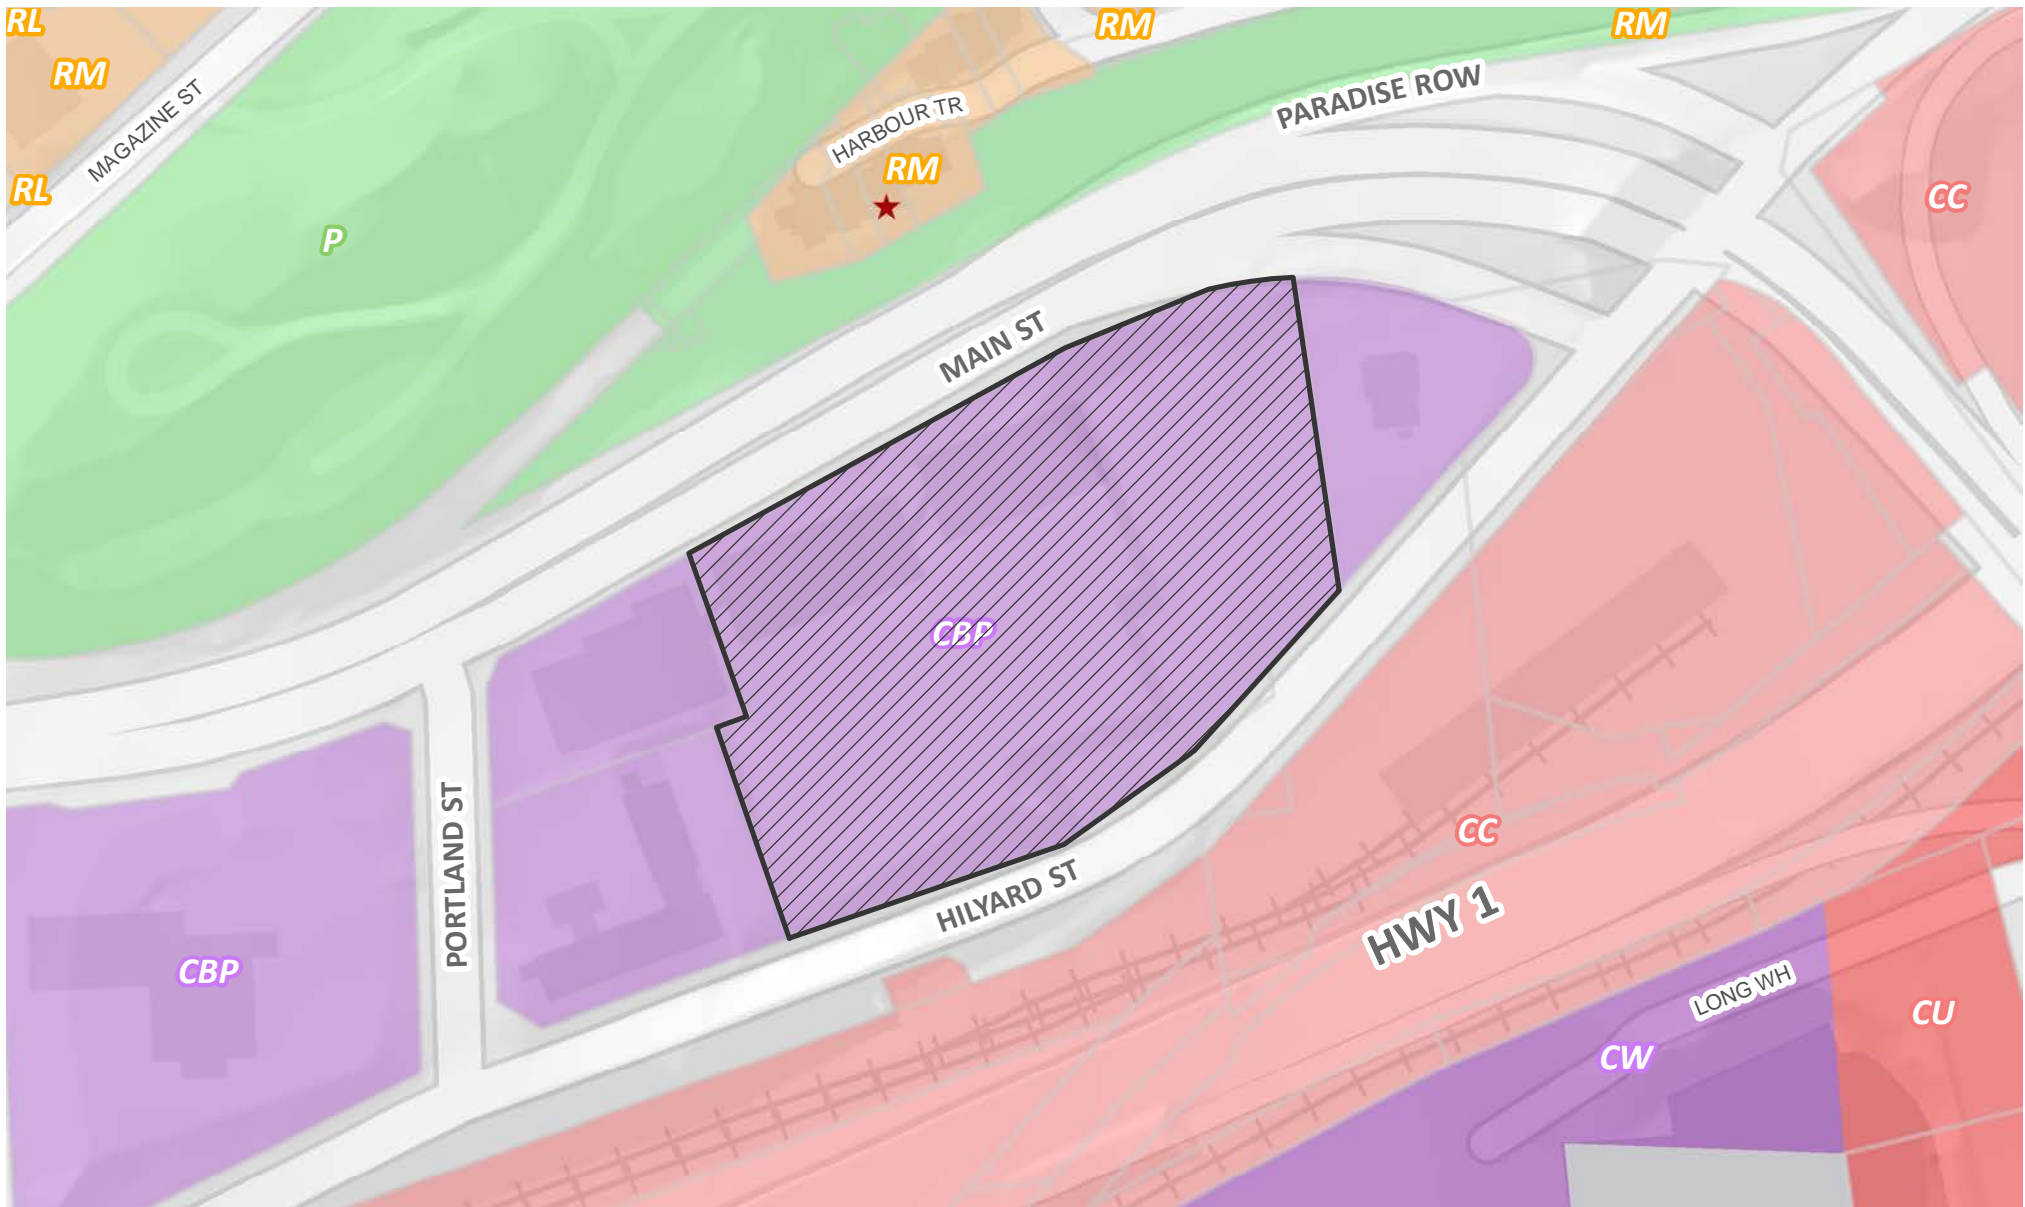 RL
RM
RM
RM
MAGAZINE ST
HARBOUR TR
PARADISE ROW
RM
RL
CC
P
MAIN ST
CBP
PORTLAND ST
CC
HILYARD ST
HWY 1
CBP
LONG WH
CU
CW